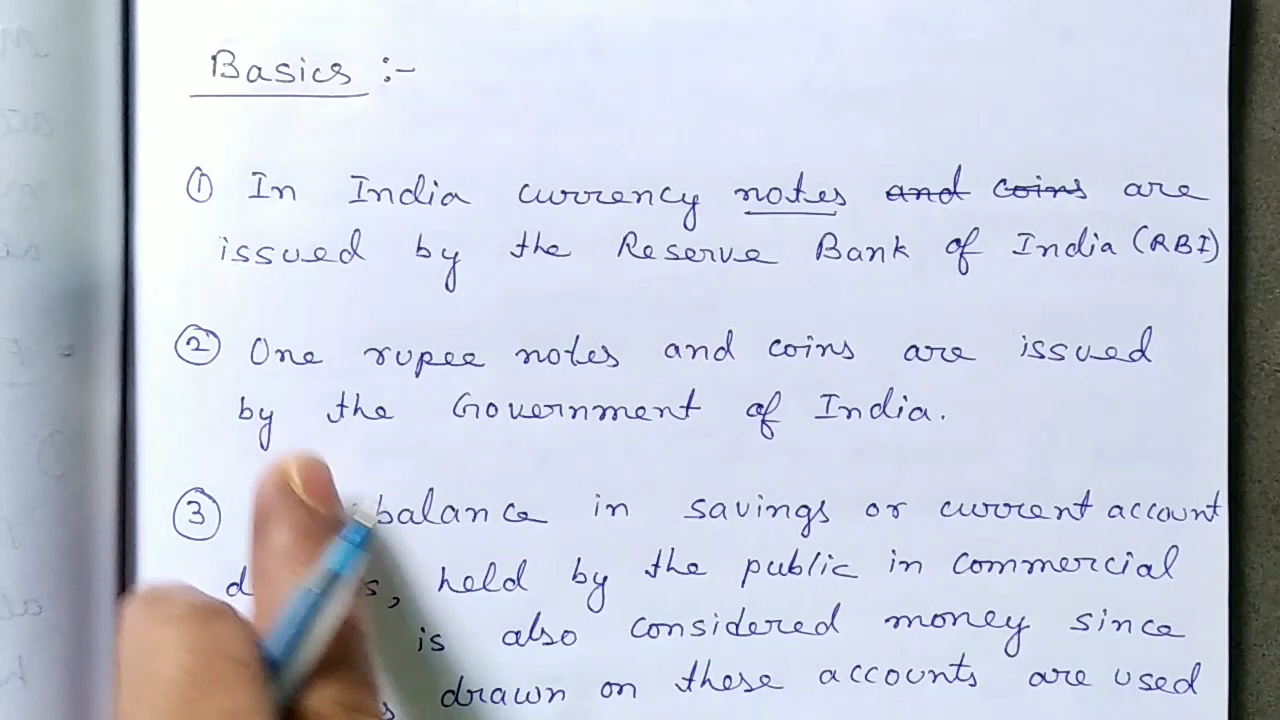 Basics :-
① In India currency notes and coins are
issued by the Reserve Bank of India (RBI)
② One rupee notes and coins are issued
by the Government of India.
③ balance in savings or current account
held by the public in commercial
is also considered money since
drawn on these accounts are used